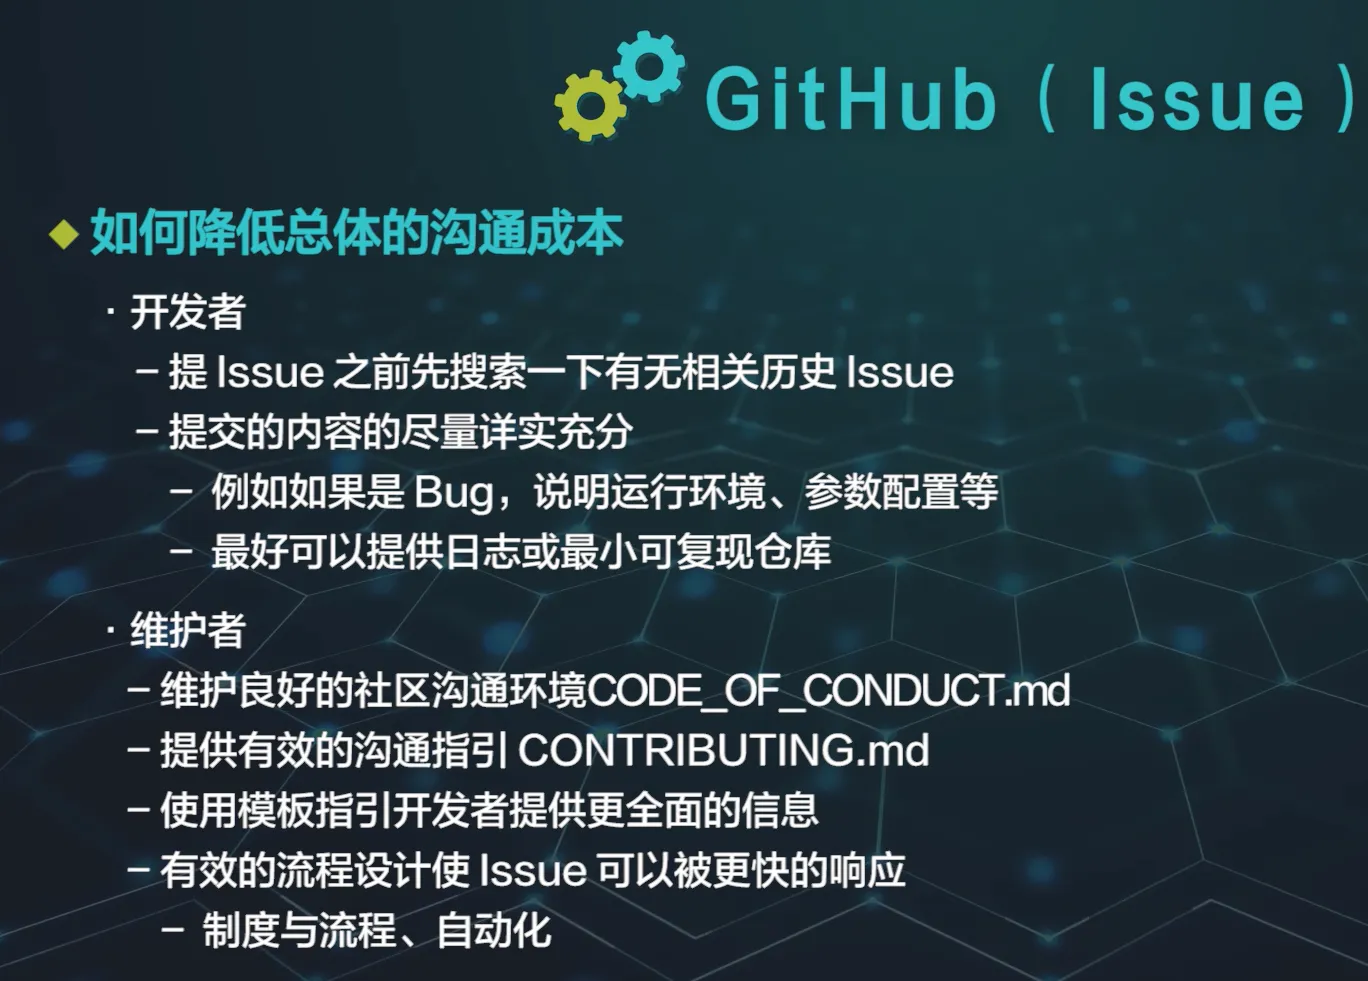 GitHub（Issue）
◆如何降低总体的沟通成本
· 开发者
– 提 Issue 之前先搜索一下有无相关历史 Issue
– 提交的内容的尽量详实充分
– 例如如果是 Bug，说明运行环境、参数配置等
– 最好可以提供日志或最小可复现仓库
· 维护者
– 维护良好的社区沟通环境CODE_OF_CONDUCT.md
– 提供有效的沟通指引 CONTRIBUTING.md
– 使用模板指引开发者提供更全面的信息
– 有效的流程设计使 Issue 可以被更快的响应
– 制度与流程、自动化